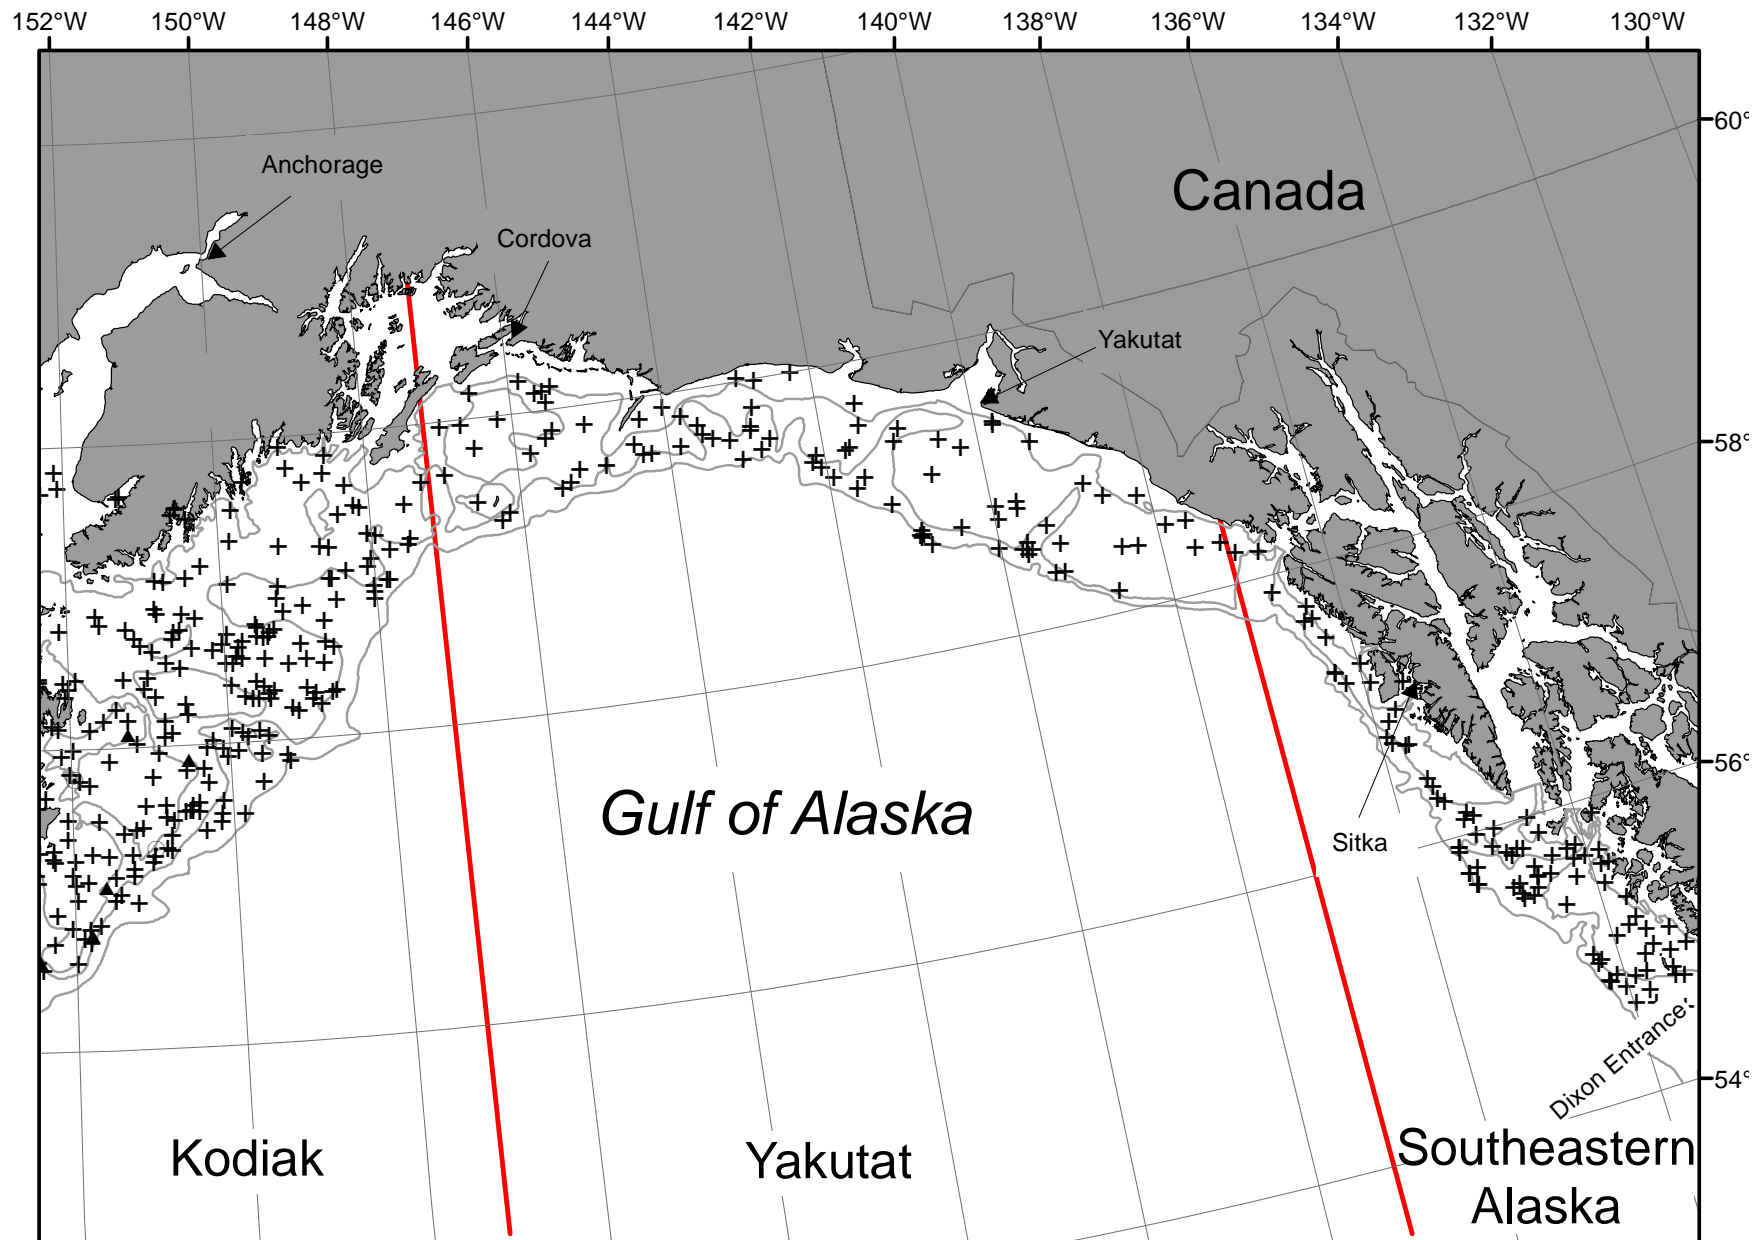 152°W 150°W 148°W 146°W 144°W 142°W 140°W 138°W 136°W 134°W 132°W 130°W
60°
Anchorage
Canada
Cordova
Yakutat
58°
56°
Gulf of Alaska
Sitka
Dixon Entrance
54°
Kodiak
Yakutat
Southeastern
Alaska